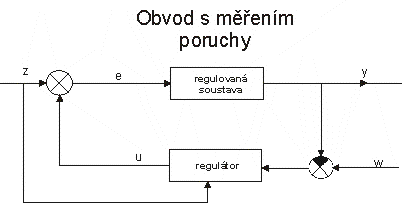 Obvod s měřením
poruchy
z
e
regulovaná
soustava
y
u
regulátor
w